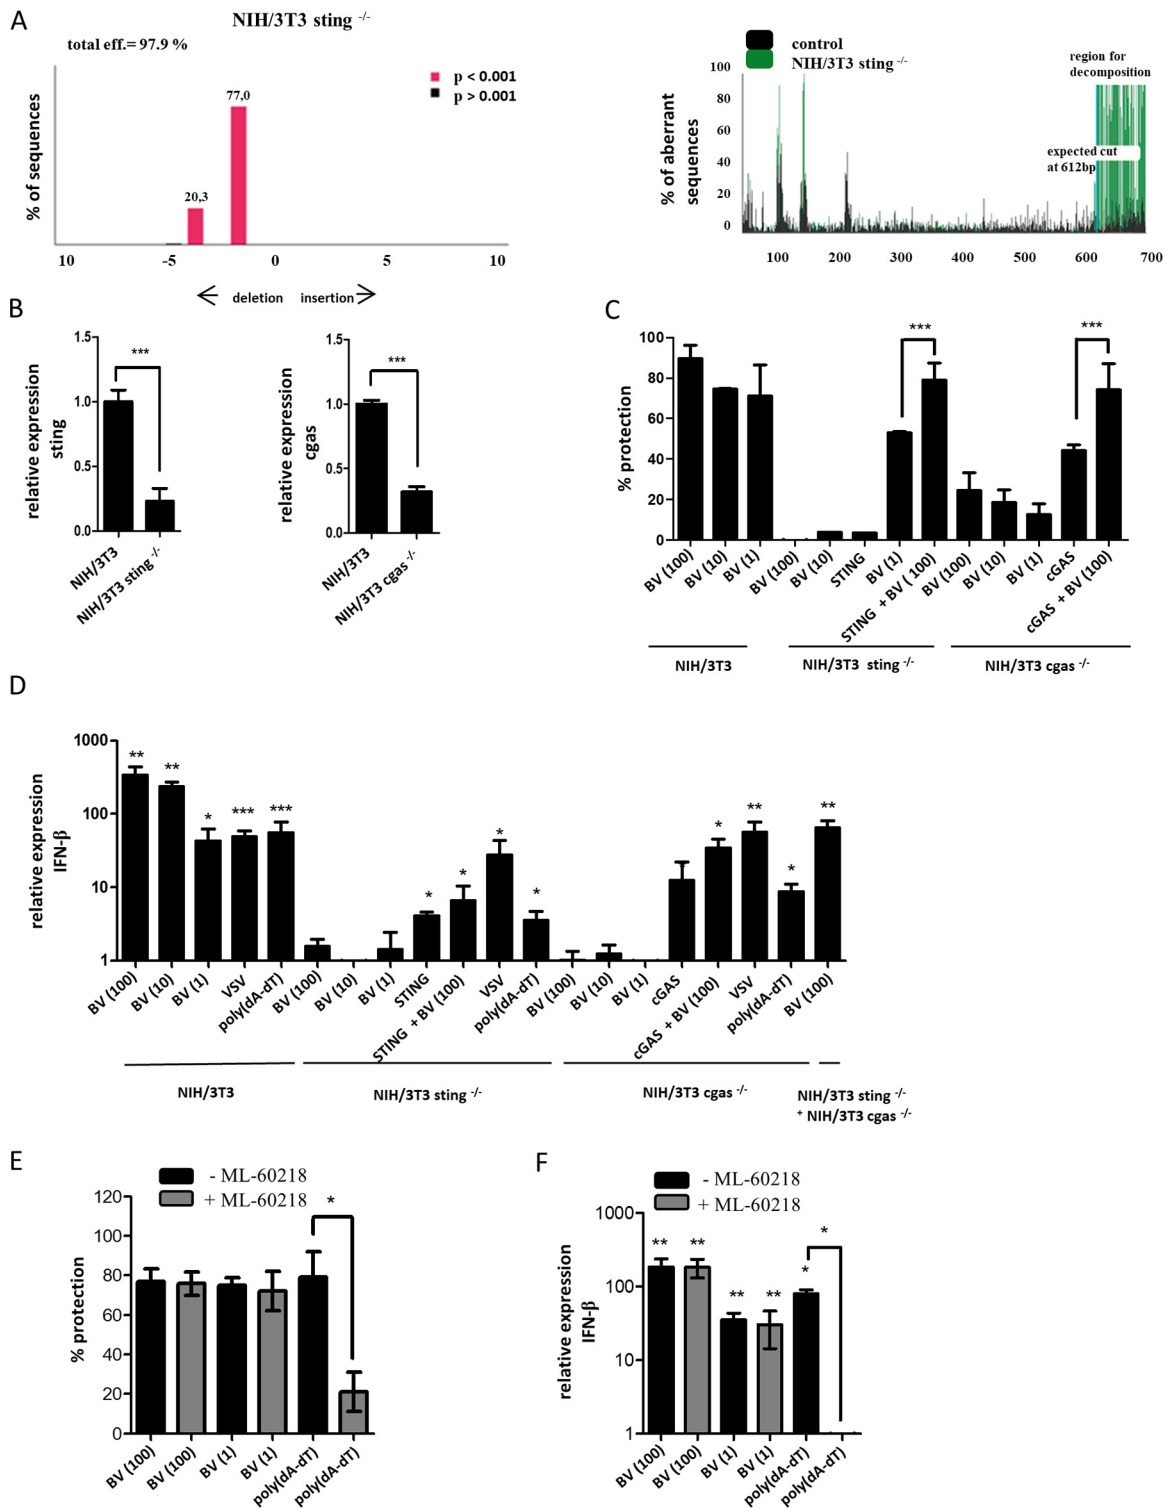 A
NIH/3T3 sting -/-
total eff.= 97.9 %
p < 0.001
p > 0.001
% of sequences
77,0
20,3
10
-5
0
5
10
deletion
insertion
control
NIH/3T3 sting -/-
region for
decomposition
expected cut
at 612bp
% of aberrant
sequences
100
80
60
40
20
0
100
200
300
400
500
600
700
B
relative expression
sting
1.5
1.0
0.5
0.0
***
NIH/3T3
NIH/3T3 sting -/-
relative expression
cgas
1.5
1.0
0.5
0.0
***
NIH/3T3
NIH/3T3 cgas -/-
C
% protection
100
80
60
40
20
0
***
***
BV (100)
BV (10)
BV (1)
BV (100)
BV (10)
STING
BV (1)
STING + BV ( 100)
BV (100)
BV (10)
BV (1)
cGAS
cGAS + BV (100)
NIH/3T3
NIH/3T3 sting -/-
NIH/3T3 cgas -/-
D
relative expression
IFN-β
1000
100
10
1
**
**
*
***
***
*
*
*
*
*
**
*
**
BV (100)
BV (10)
BV (1)
VSV
poly(dA-dT)
BV (100)
BV (10)
BV (1)
STING
STING + BV (100)
VSV
poly(dA-dT)
BV (100)
BV (10)
BV (1)
cGAS
cGAS + BV (100)
VSV
poly(dA-dT)
BV (100)
NIH/3T3
NIH/3T3 sting -/-
NIH/3T3 cgas -/-
NIH/3T3 sting -/-
+ NIH/3T3 cgas -/-
E
- ML-60218
+ ML-60218
% protection
120
100
80
60
40
20
0
*
BV (100)
BV (100)
BV (1)
BV (1)
poly(dA-dT)
poly(dA-dT)
F
- ML-60218
+ ML-60218
relative expression
IFN-β
1000
100
10
1
**
**
**
**
*
*
BV (100)
BV (100)
BV (1)
BV (1)
poly(dA-dT)
poly(dA-dT)